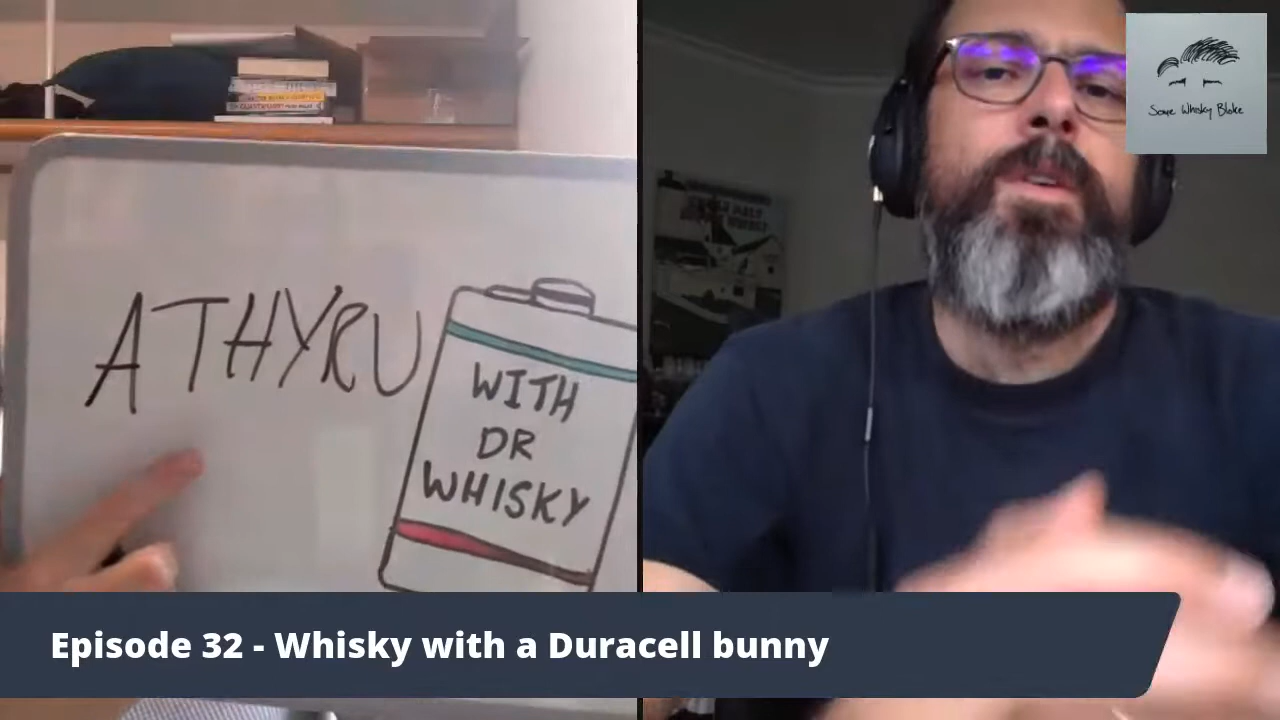 ATHYRU
WITH
DR
WHISKY
Some Whisky Bloke
Episode 32 - Whisky with a Duracell bunny